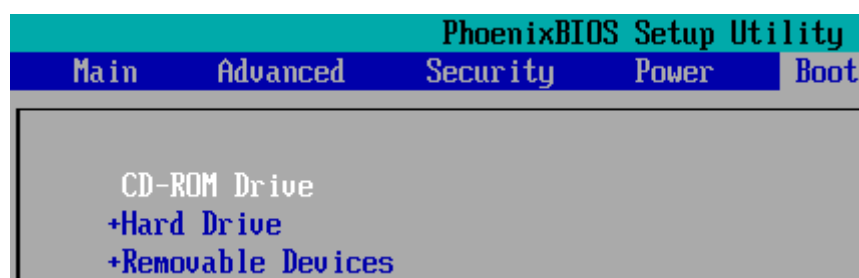 PhoenixBIOS Setup Utility
Main Advanced Security Power Boot
CD-ROM Drive
+Hard Drive
+Removable Devices